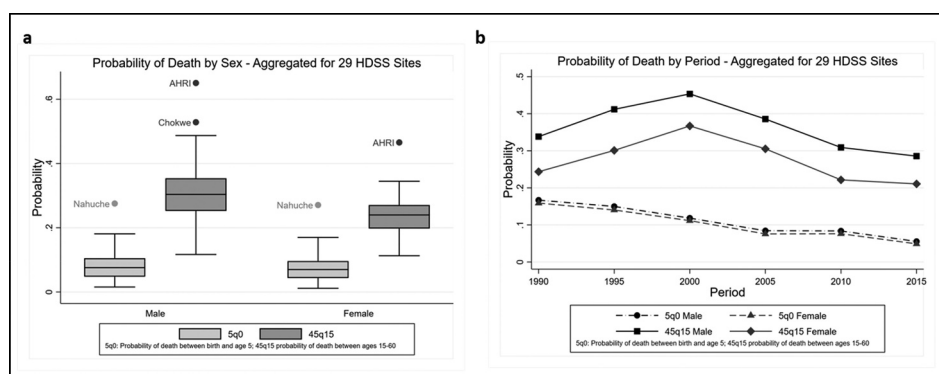 a
Probability of Death by Sex - Aggregated for 29 HDSS Sites
Probability
.6
.4
.2
0
AHRI
Chokwe
Nahuche
AHRI
Nahuche
Male Female
5q0 45q15
5q0: Probability of death between birth and age 5; 45q15 probability of death between ages 15-60
b
Probability of Death by Period - Aggregated for 29 HDSS Sites
Probability
.5
.4
.3
.2
.1
0
1990 1995 2000 2005 2010 2015
Period
5q0 Male 5q0 Female
45q15 Male 45q15 Female
5q0: Probability of death between birth and age 5; 45q15 probability of death between ages 15-60